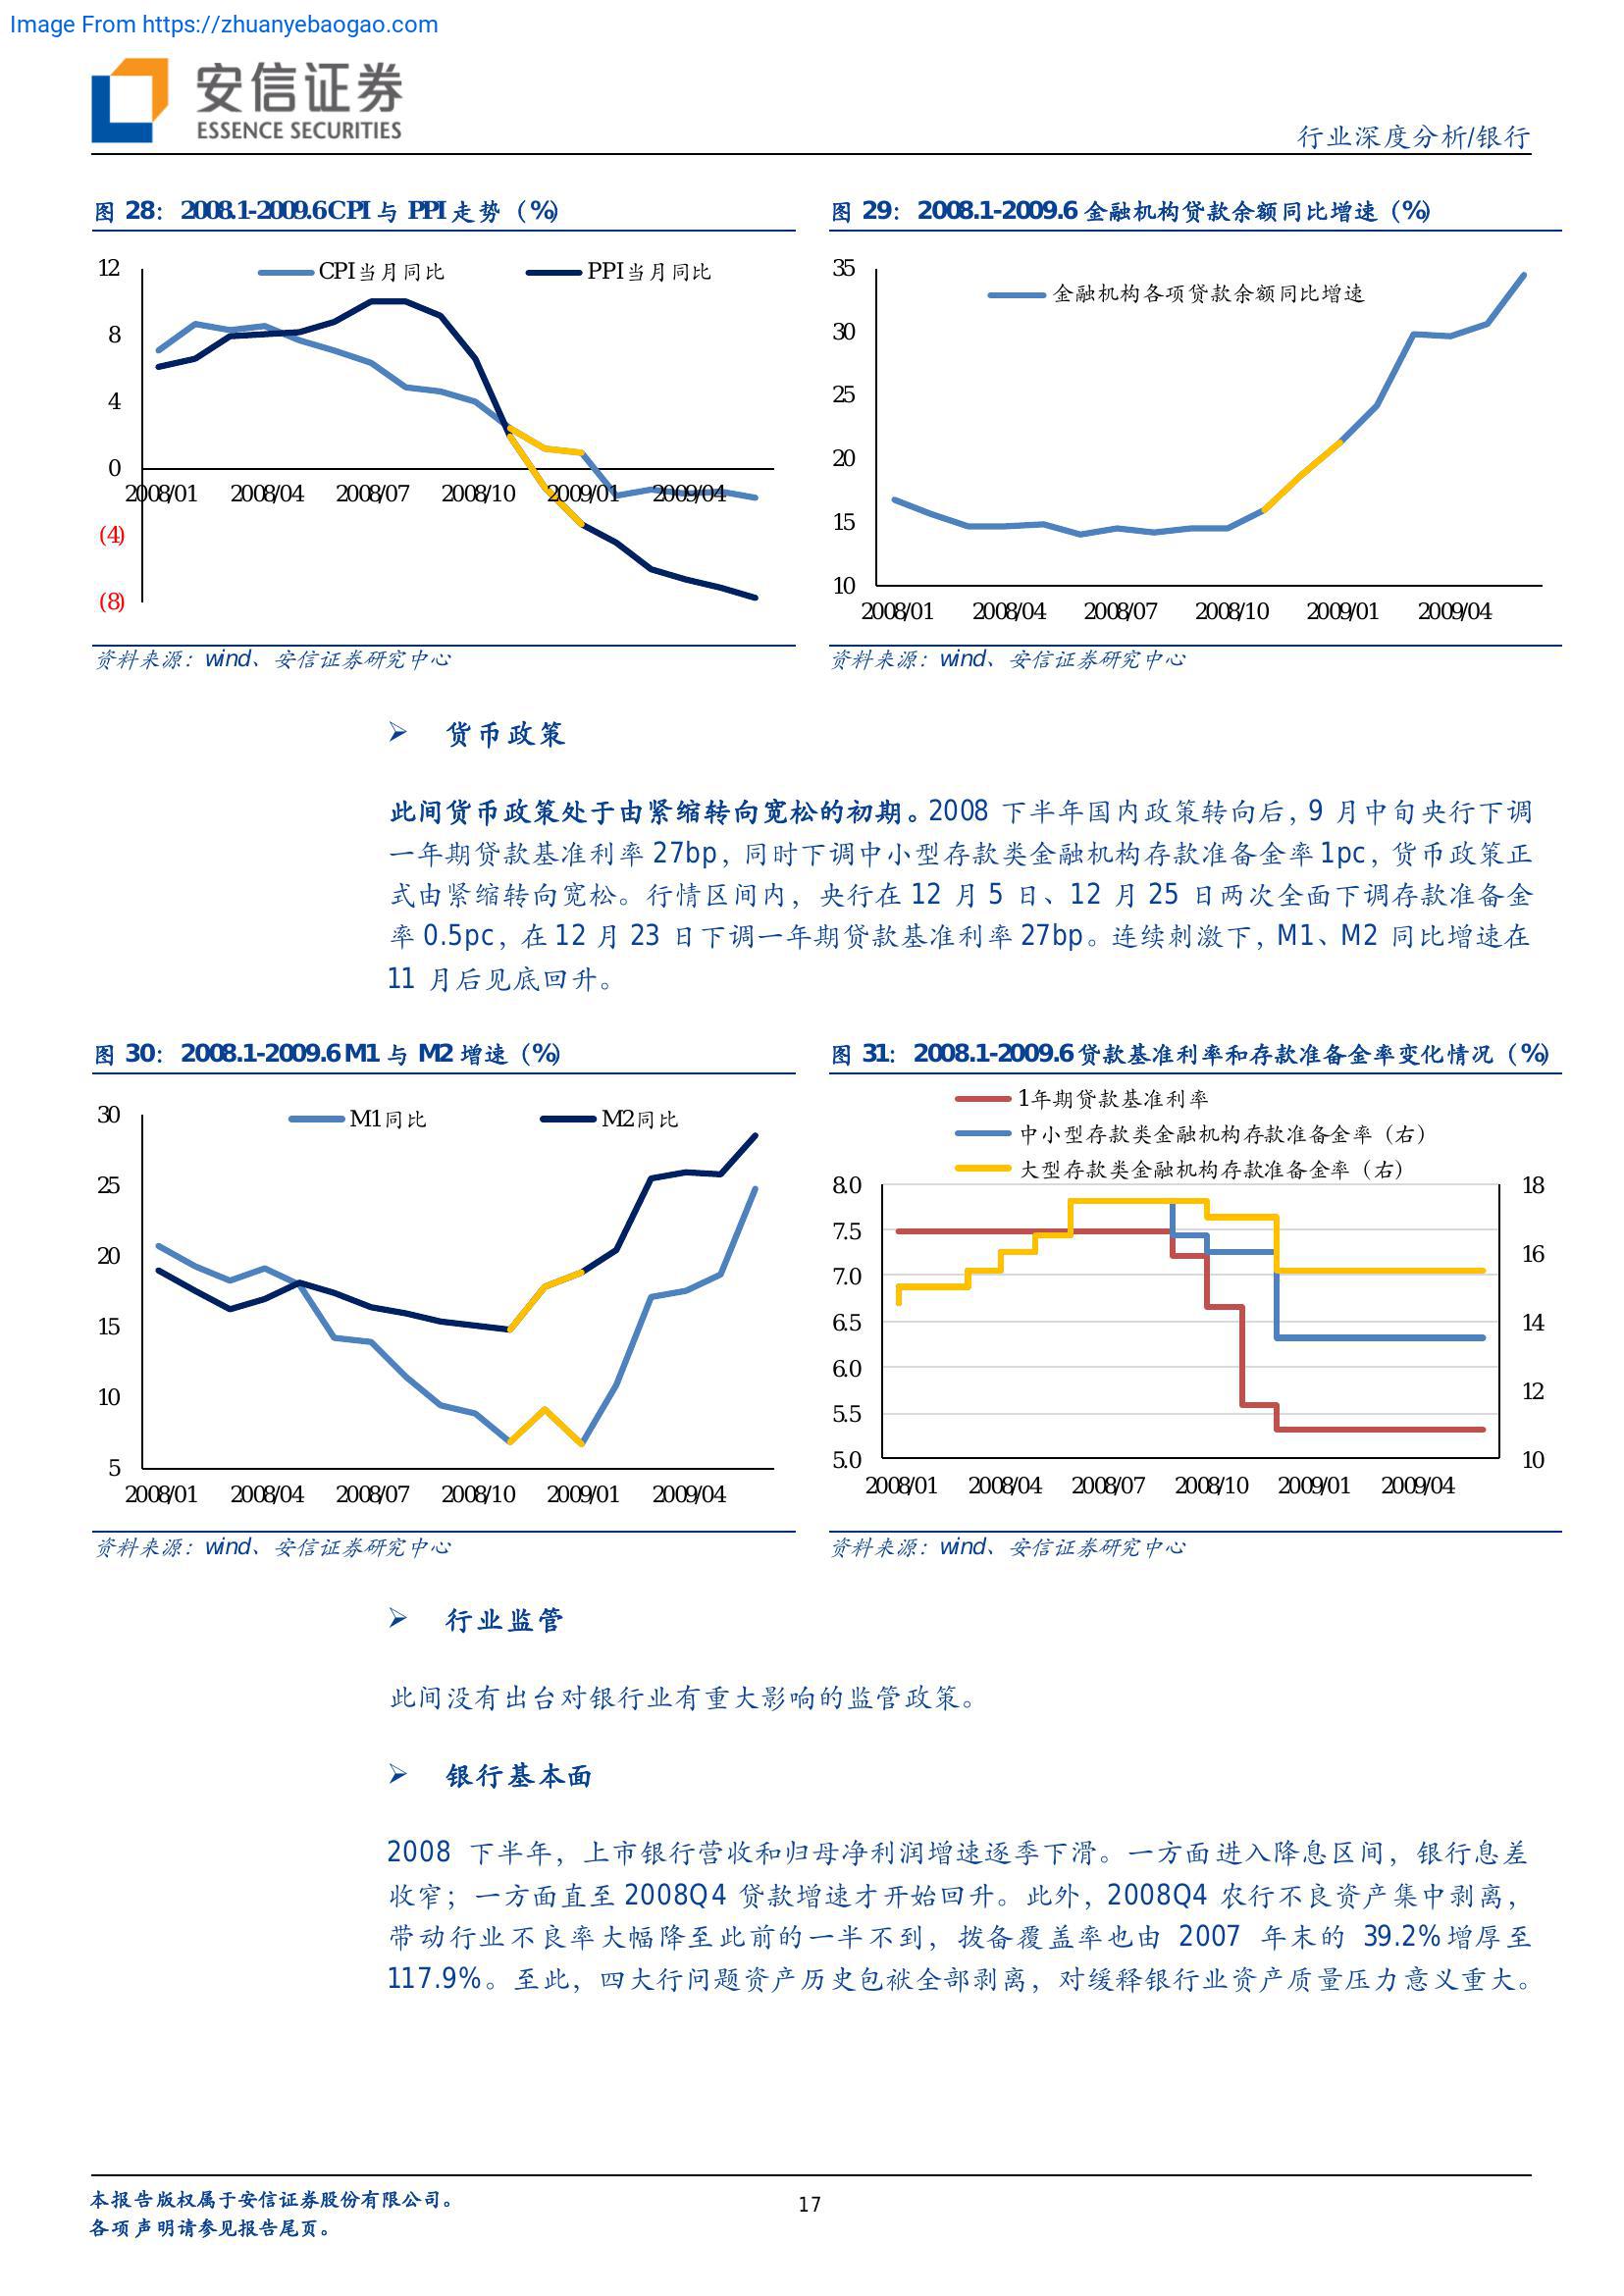 Image From https://zhuanyebaogao.com
安信证券
ESSENCE SECURITIES
行业深度分析/银行
图 28：2008.1-2009.6 CPI 与 PPI 走势（%）
12
8
4
0
(4)
(8)
CPI当月同比
PPI当月同比
2008/01
2008/04
2008/07
2008/10
2009/01
2009/04
资料来源：wind、安信证券研究中心
图 29：2008.1-2009.6 金融机构贷款余额同比增速（%）
35
30
25
20
15
10
金融机构各项贷款余额同比增速
2008/01
2008/04
2008/07
2008/10
2009/01
2009/04
资料来源：wind、安信证券研究中心
➢ 货币政策
此间货币政策处于由紧缩转向宽松的初期。2008 下半年国内政策转向后，9 月中旬央行下调
一年期贷款基准利率 27bp，同时下调中小型存款类金融机构存款准备金率 1pc，货币政策正
式由紧缩转向宽松。行情区间内，央行在 12 月 5 日、12 月 25 日两次全面下调存款准备金
率 0.5pc，在 12 月 23 日下调一年期贷款基准利率 27bp。连续刺激下，M1、M2 同比增速在
11 月后见底回升。
图 30：2008.1-2009.6 M1 与 M2 增速（%）
30
25
20
15
10
5
M1同比
M2同比
2008/01
2008/04
2008/07
2008/10
2009/01
2009/04
资料来源：wind、安信证券研究中心
图 31：2008.1-2009.6 贷款基准利率和存款准备金率变化情况（%）
1年期贷款基准利率
中小型存款类金融机构存款准备金率（右）
大型存款类金融机构存款准备金率（右）
8.0
7.5
7.0
6.5
6.0
5.5
5.0
18
16
14
12
10
2008/01
2008/04
2008/07
2008/10
2009/01
2009/04
资料来源：wind、安信证券研究中心
➢ 行业监管
此间没有出台对银行业有重大影响的监管政策。
➢ 银行基本面
2008 下半年，上市银行营收和归母净利润增速逐季下滑。一方面进入降息区间，银行息差
收窄；一方面直至 2008Q4 贷款增速才开始回升。此外，2008Q4 农行不良资产集中剥离，
带动行业不良率大幅降至此前的一半不到，拨备覆盖率也由 2007 年末的 39.2%增厚至
117.9%。至此，四大行问题资产历史包袱全部剥离，对缓释银行业资产质量压力意义重大。
本报告版权属于安信证券股份有限公司。
各项声明请参见报告尾页。
17